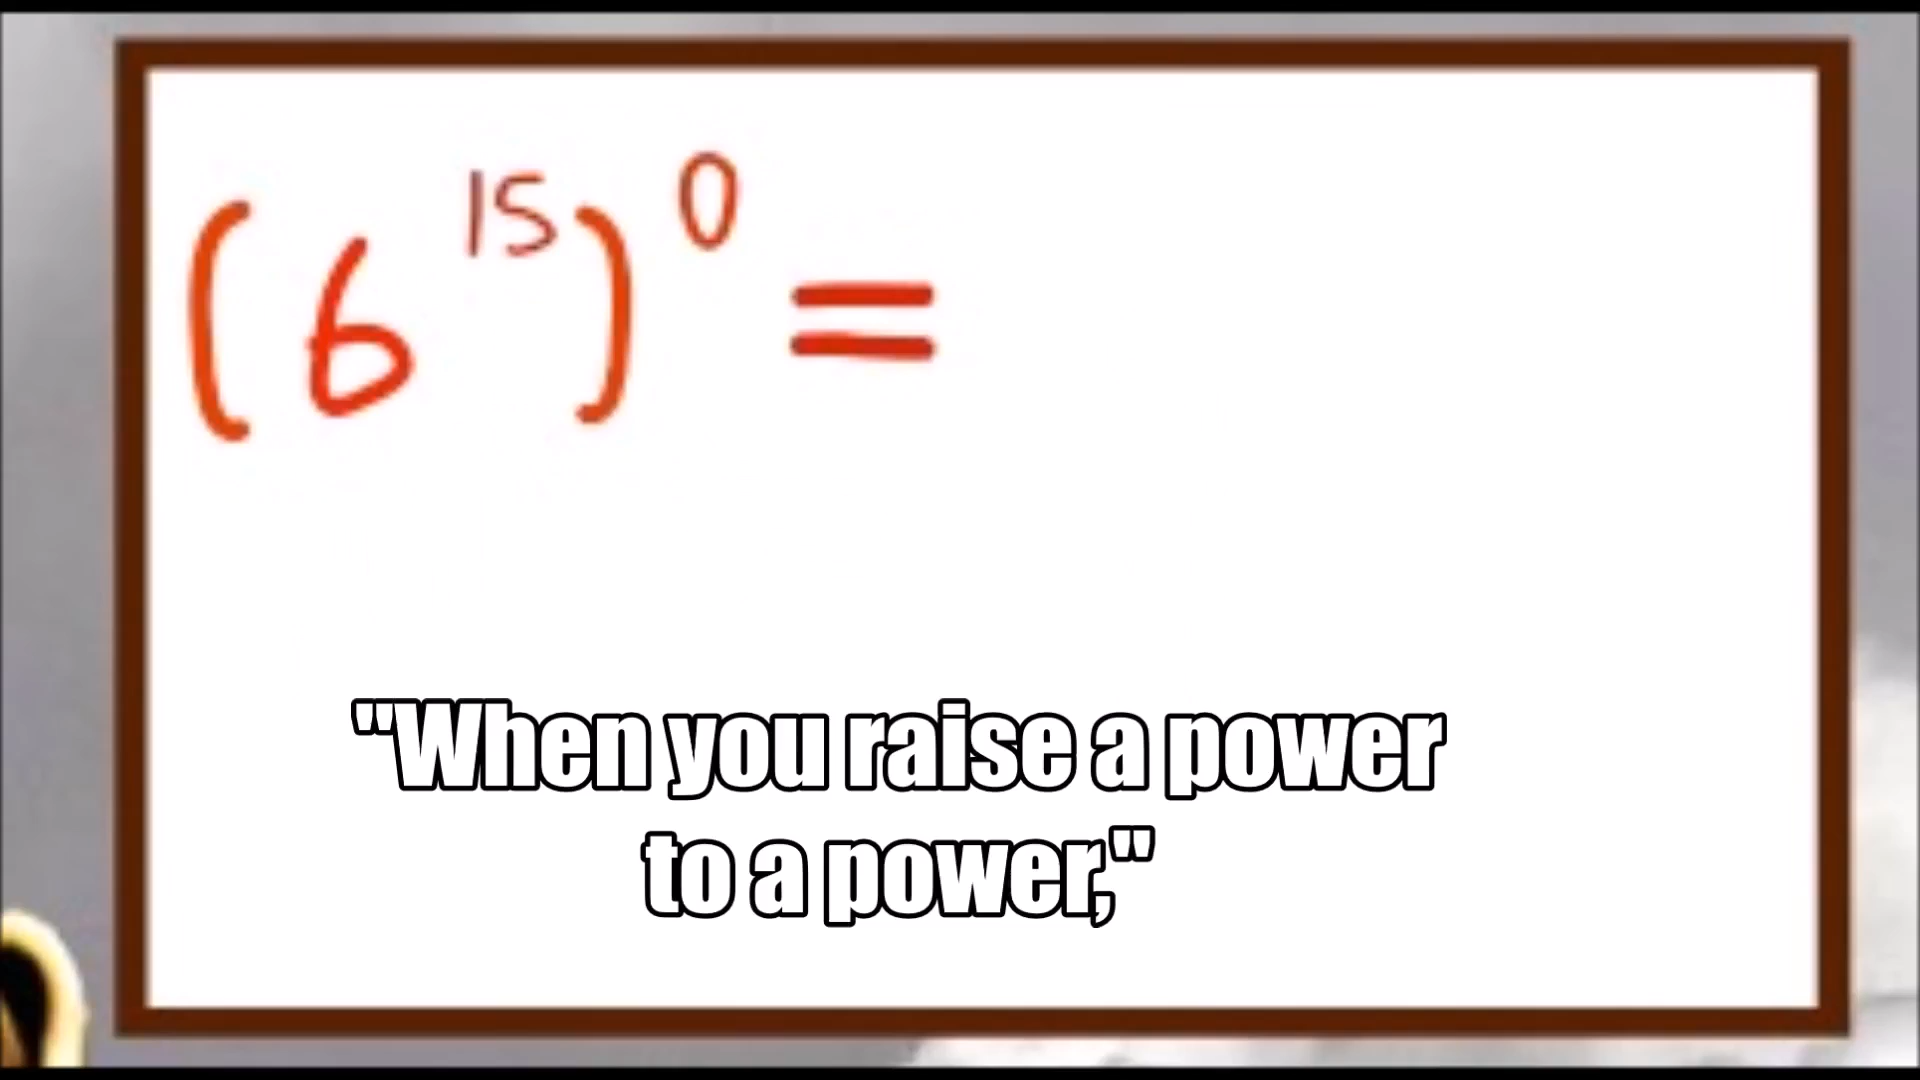 (6^15)^0 =
"When you raise a power
to a power,"